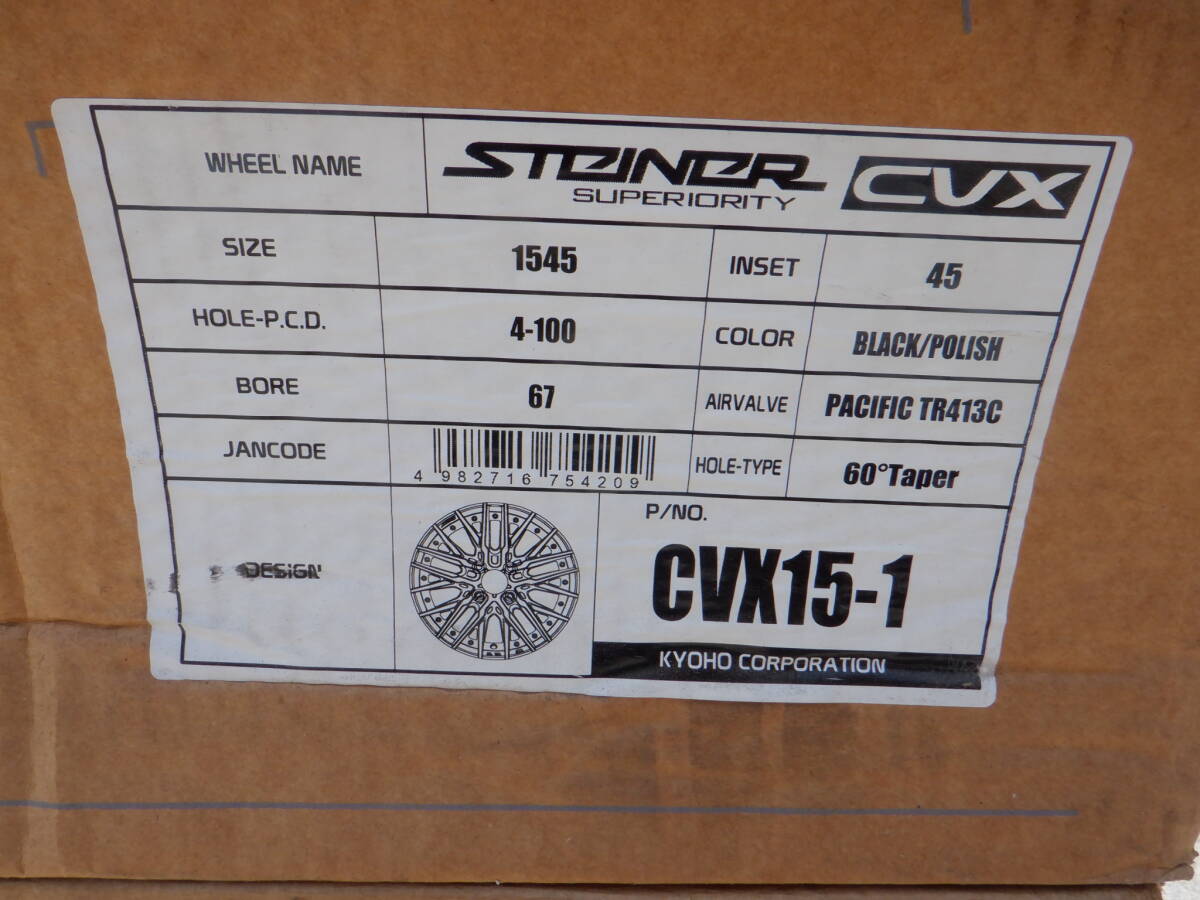 WHEEL NAME STEINER CVX
SUPERIORITY
SIZE 1545 INSET 45
HOLE-P.C.D. 4-100 COLOR BLACK/POLISH
BORE 67 AIRVALVE PACIFIC TR413C
JANCODE 4 982716 754209 HOLE-TYPE 60°Taper
DESIGN P/NO.
CVX15-1
KYOHO CORPORATION